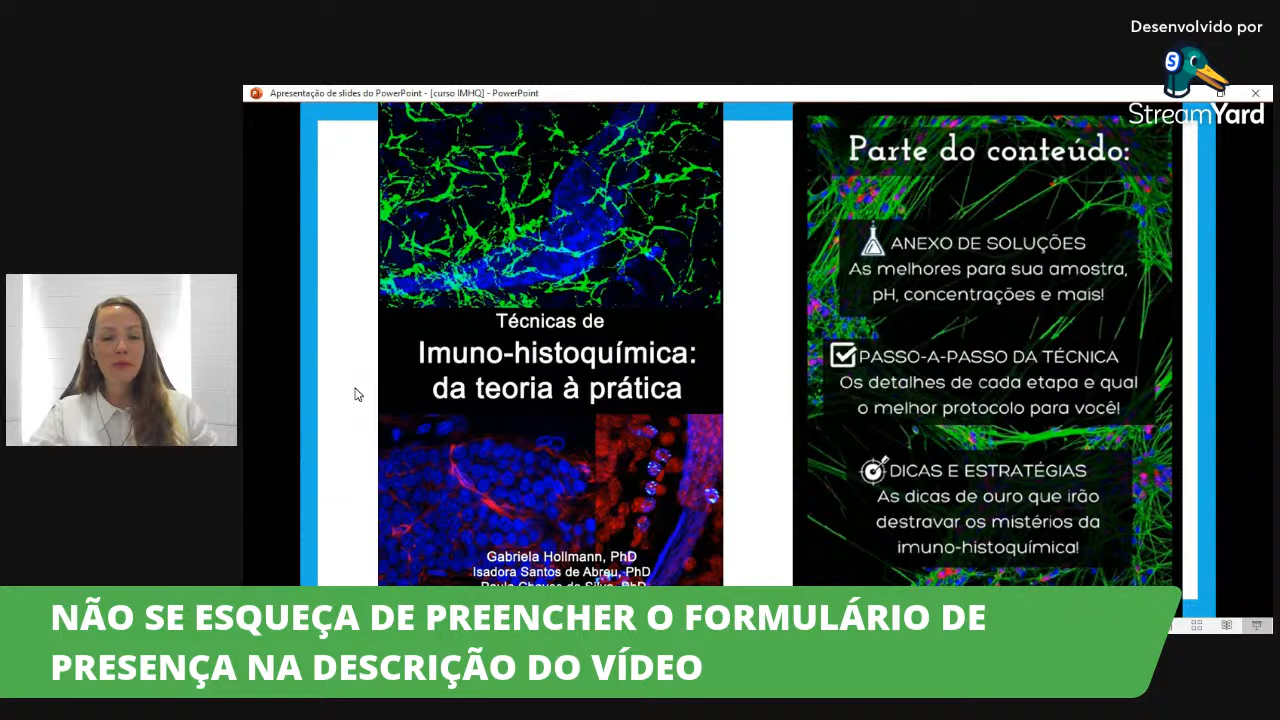 Desenvolvido por
StreamYard
Apresentação de slides do PowerPoint - [curso IMHQ] - PowerPoint
Técnicas de
Imuno-histoquímica:
da teoria à prática
Gabriela Hollmann, PhD
Isadora Santos de Abreu, PhD
Parte do conteúdo:
ANEXO DE SOLUÇÕES
As melhores para sua amostra,
pH, concentrações e mais!
PASSO-A-PASSO DA TÉCNICA
Os detalhes de cada etapa e qual
o melhor protocolo para você!
DICAS E ESTRATÉGIAS
As dicas de ouro que irão
destravar os mistérios da
imuno-histoquímica!
NÃO SE ESQUEÇA DE PREENCHER O FORMULÁRIO DE
PRESENÇA NA DESCRIÇÃO DO VÍDEO